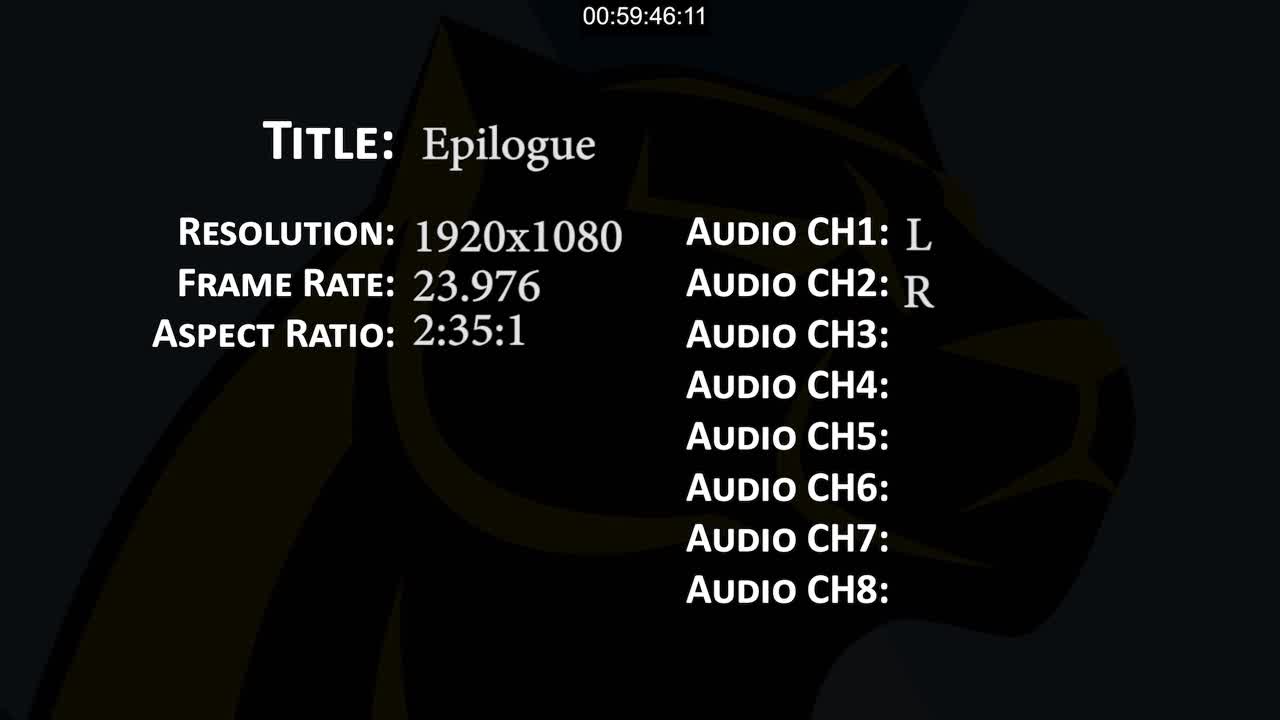 00:59:46:11
Title: Epilogue
Resolution: 1920x1080
Frame Rate: 23.976
Aspect Ratio: 2:35:1
Audio CH1: L
Audio CH2: R
Audio CH3:
Audio CH4:
Audio CH5:
Audio CH6:
Audio CH7:
Audio CH8: